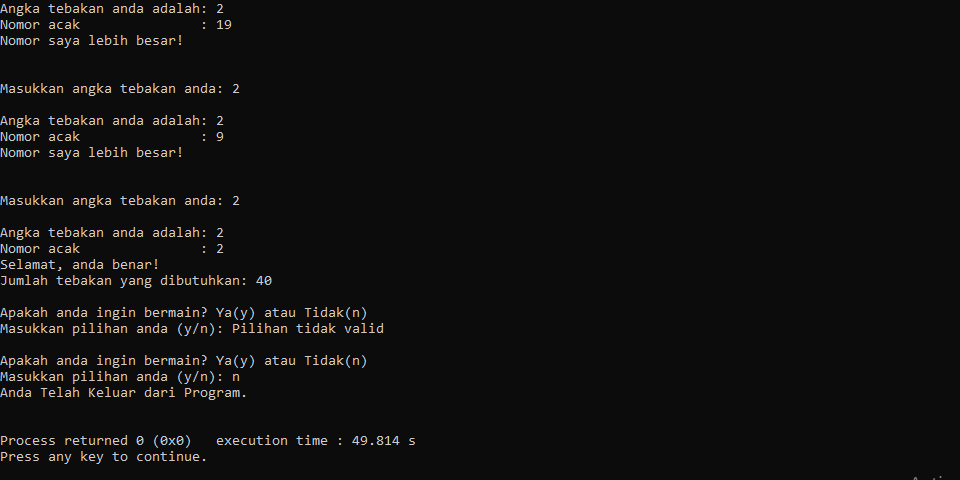 Angka tebakan anda adalah: 2
Nomor acak               : 19
Nomor saya lebih besar!
Masukkan angka tebakan anda: 2
Angka tebakan anda adalah: 2
Nomor acak               : 9
Nomor saya lebih besar!
Masukkan angka tebakan anda: 2
Angka tebakan anda adalah: 2
Nomor acak               : 2
Selamat, anda benar!
Jumlah tebakan yang dibutuhkan: 40
Apakah anda ingin bermain? Ya(y) atau Tidak(n)
Masukkan pilihan anda (y/n): Pilihan tidak valid
Apakah anda ingin bermain? Ya(y) atau Tidak(n)
Masukkan pilihan anda (y/n): n
Anda Telah Keluar dari Program.
Process returned 0 (0x0)   execution time : 49.814 s
Press any key to continue.